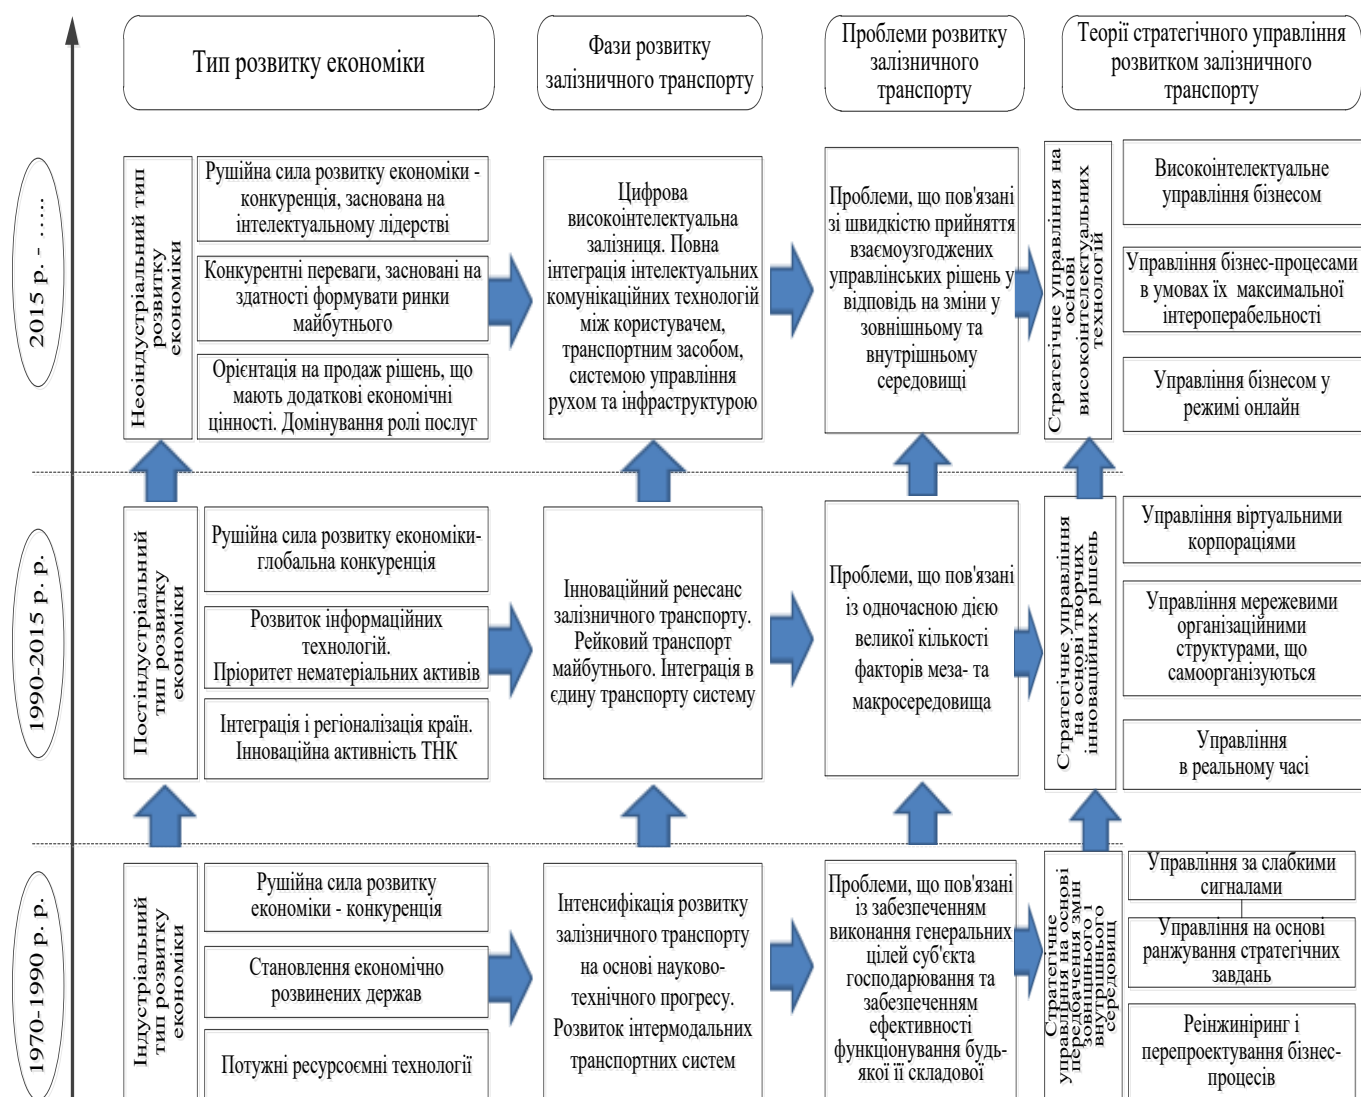 Тип розвитку економіки
Фази розвитку
залізничного транспорту
Проблеми розвитку
залізничного
транспорту
Теорії стратегічного управління
розвитком залізничного
транспорту
2015 р. - ......
Неоіндустріальний тип
розвитку
економіки
Рушійна сила розвитку економіки -
конкуренція, заснована на
інтелектуальному лідерстві
Конкурентні переваги, засновані на
здатності формувати ринки
майбутнього
Орієнтація на продаж рішень, що
мають додаткові економічні
цінності. Домінування ролі послуг
Цифрова
високоінтелектуальна
залізниця. Повна
інтеграція інтелектуальних
комунікаційних технологій
між користувачем,
транспортним засобом,
системою управління
рухом та інфраструктурою
Проблеми, що пов'язані
зі швидкістю прийняття
взаємоузгоджених
управлінських рішень у
відповідь на зміни у
зовнішньому та
внутрішньому
середовищі
Стратегічне управління на
основі
високоінтелектуальних
технологій
Високоінтелектуальне
управління бізнесом
Управління бізнес-процесами
в умовах їх максимальної
інтероперабельності
Управління бізнесом у
режимі онлайн
1990-2015 р. р.
Постіндустріальний
тип розвитку
економіки
Рушійна сила розвитку економіки-
глобальна конкуренція
Розвиток інформаційних
технологій.
Пріоритет нематеріальних активів
Інтеграція і регіоналізація країн.
Інноваційна активність ТНК
Інноваційний ренесанс
залізничного транспорту.
Рейковий транспорт
майбутнього. Інтеграція в
єдину транспорту систему
Проблеми, що пов'язані
із одночасною дією
великої кількості
факторів меза- та
макросередовища
Стратегічне управління
на основі творчих
інноваційних рішень
Управління віртуальними
корпораціями
Управління мережевими
організаційними
структурами, що
самоорганізуються
Управління
в реальному часі
1970-1990 р. р.
Індустріальний
тип розвитку
економіки
Рушійна сила розвитку
економіки - конкуренція
Становлення економічно
розвинених держав
Потужні ресурсоємні технології
Інтенсифікація розвитку
залізничного транспорту
на основі науково-
технічного прогресу.
Розвиток інтермодальних
транспортних систем
Проблеми, що пов'язані
із забезпеченням
виконання генеральних
цілей суб'єкта
господарювання та
забезпеченням
ефективності
функціонування будь-
якої її складової
Стратегічне
управління на основі
передбачення змін
зовнішнього і
внутрішнього
середовищ
Управління за слабкими
сигналами
Управління на основі
ранжування стратегічних
завдань
Реінжиніринг і
перепроектування бізнес-
процесів